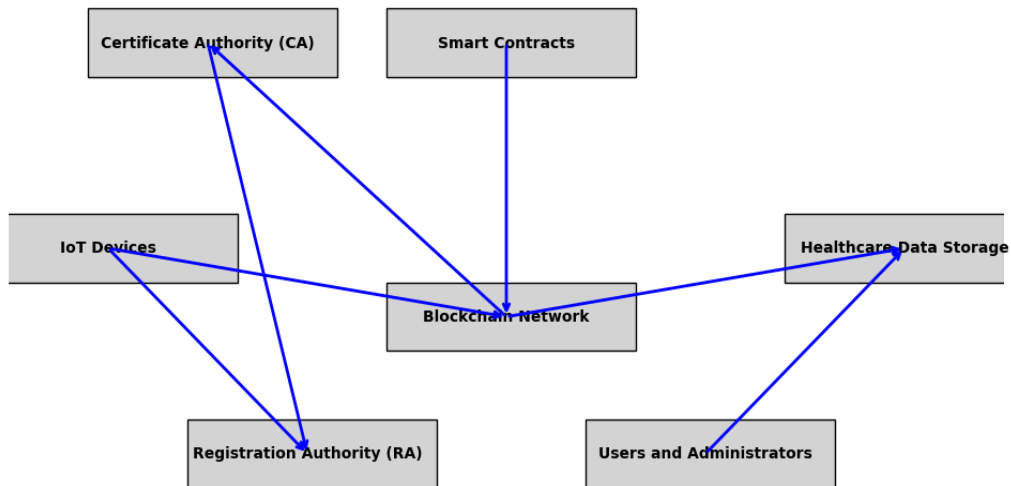 Certificate Authority (CA)
Smart Contracts
IoT Devices
Healthcare Data Storage
Blockchain Network
Registration Authority (RA)
Users and Administrators